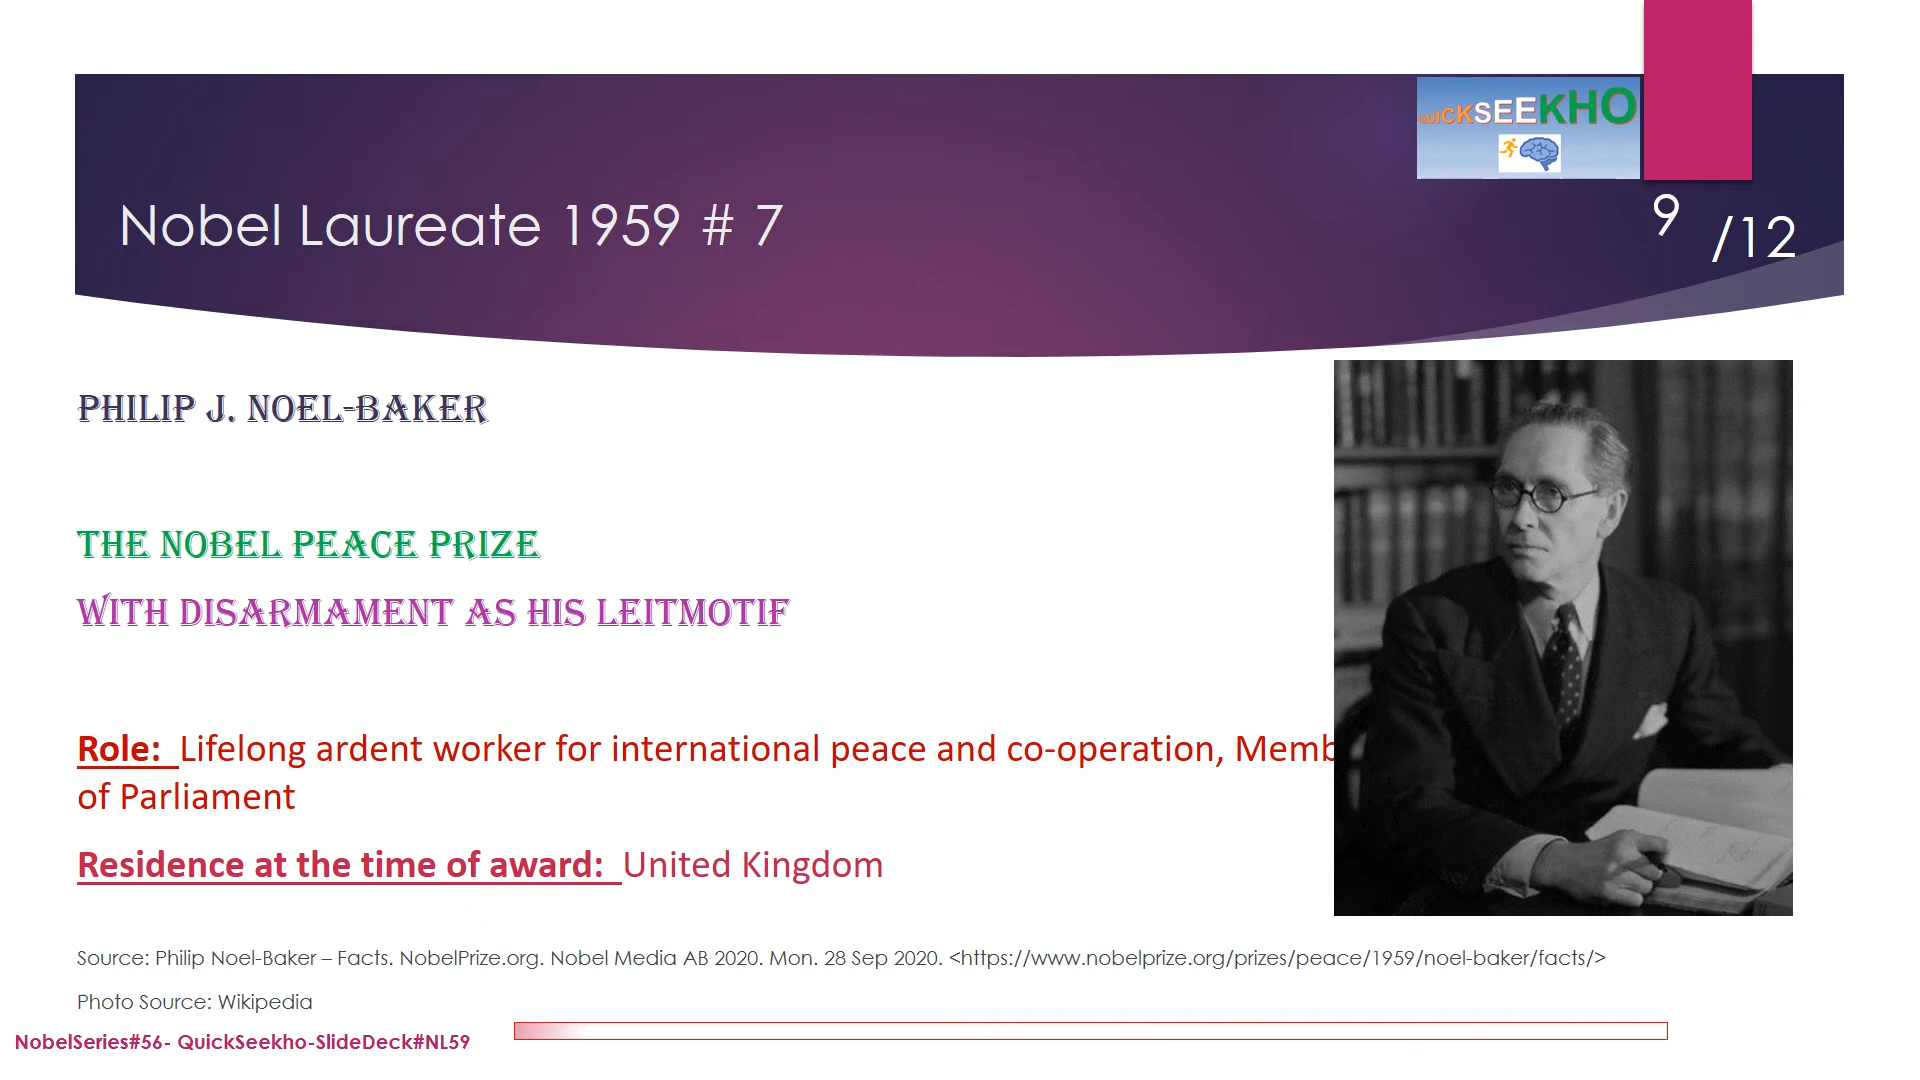 QUICKSEEKHO
Nobel Laureate 1959 # 7
9 /12
PHILIP J. NOEL-BAKER
THE NOBEL PEACE PRIZE
WITH DISARMAMENT AS HIS LEITMOTIF
Role: Lifelong ardent worker for international peace and co-operation, Memb
of Parliament
Residence at the time of award: United Kingdom
Source: Philip Noel-Baker – Facts. NobelPrize.org. Nobel Media AB 2020. Mon. 28 Sep 2020. <https://www.nobelprize.org/prizes/peace/1959/noel-baker/facts/>
Photo Source: Wikipedia
NobelSeries#56- QuickSeekho-SlideDeck#NL59